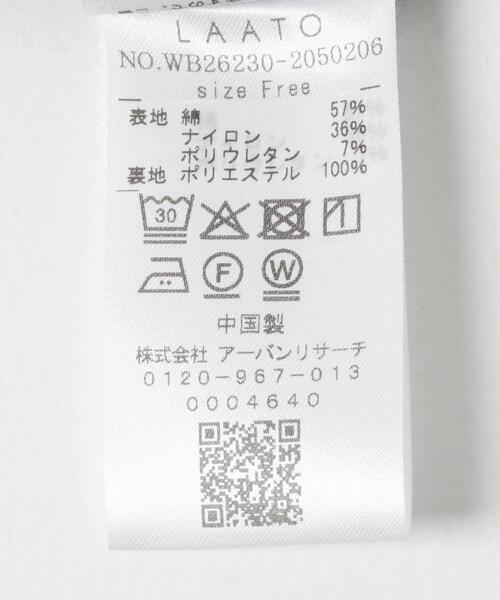 LAATO
NO.WB26230-2050206
size Free
表地 綿 57%
ナイロン 36%
ポリウレタン 7%
裏地 ポリエステル 100%
30
F W
中国製
株式会社 アーバンリサーチ
0120-967-013
0004640